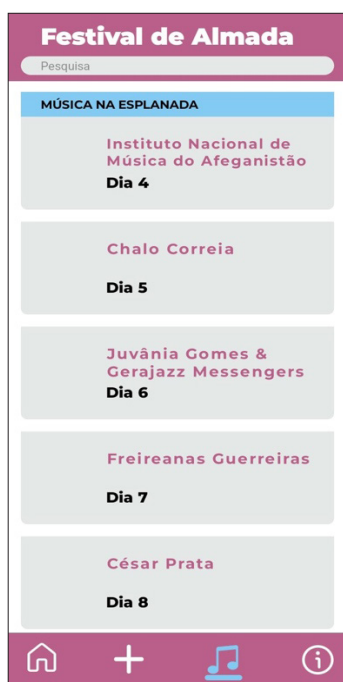 Festival de Almada
Pesquisa
MÚSICA NA ESPLANADA
Instituto Nacional de
Música do Afeganistão
Dia 4
Chalo Correia
Dia 5
Juvânia Gomes &
Gerajazz Messengers
Dia 6
Freireanas Guerreiras
Dia 7
César Prata
Dia 8